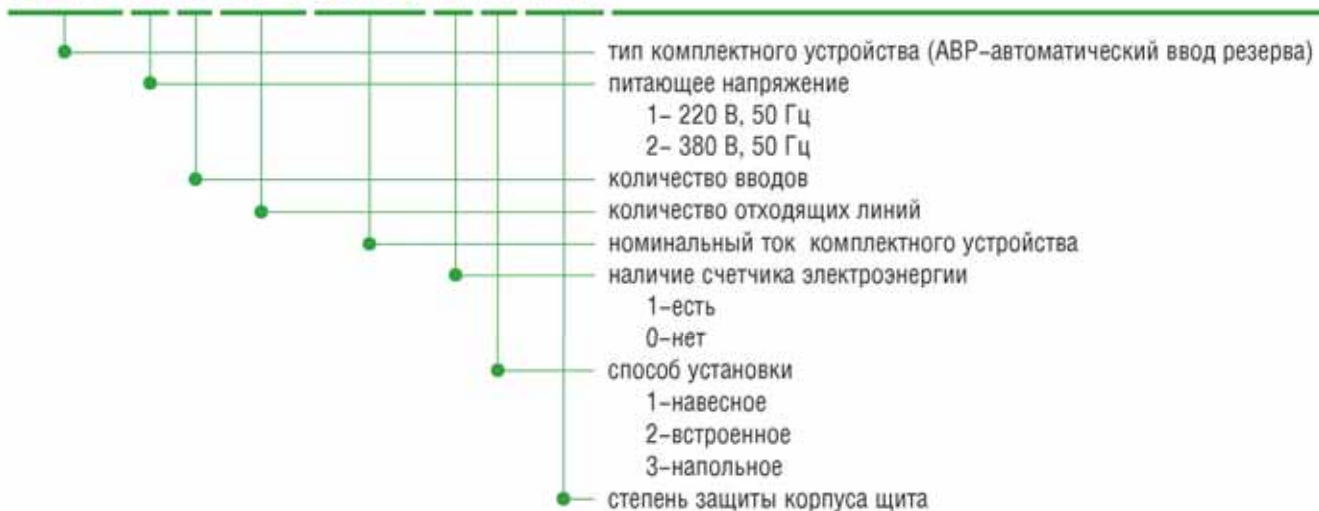 тип комплектного устройства (АВР–автоматический ввод резерва)
питающее напряжение
1– 220 В, 50 Гц
2– 380 В, 50 Гц
количество вводов
количество отходящих линий
номинальный ток комплектного устройства
наличие счетчика электроэнергии
1–есть
0–нет
способ установки
1–навесное
2–встроенное
3–напольное
степень защиты корпуса щита